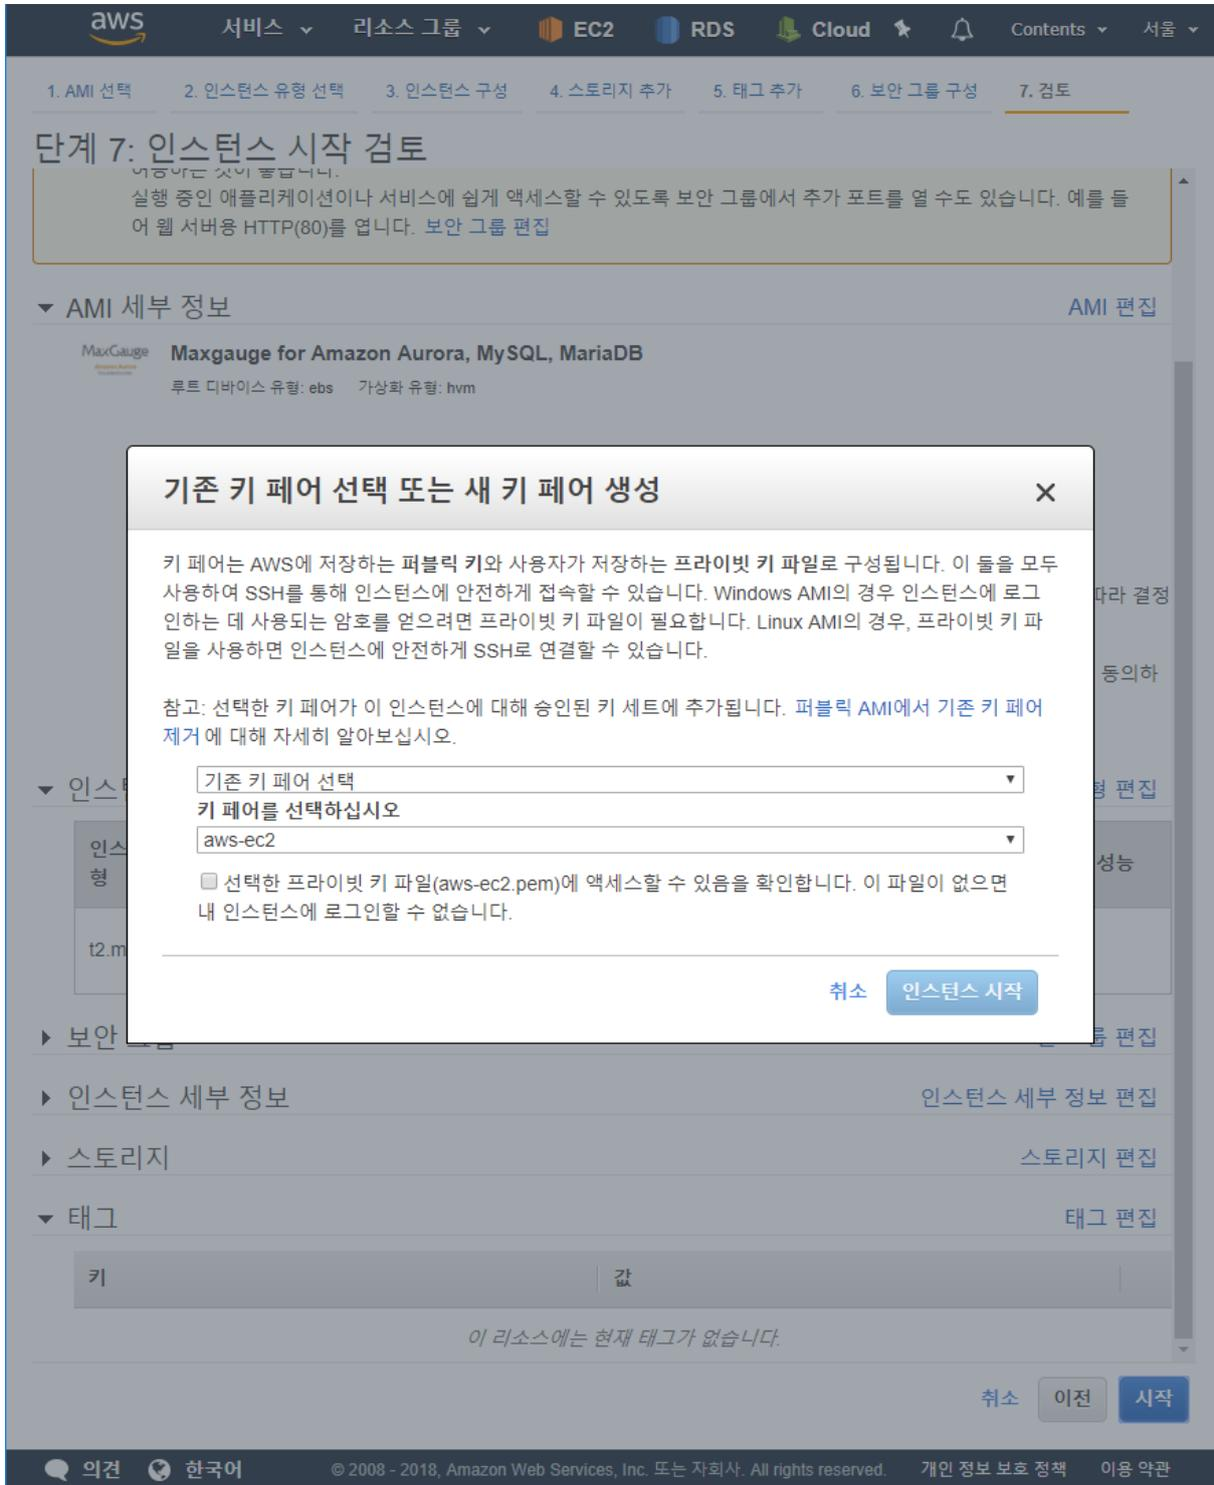 aws 서비스 리소스 그룹 EC2 RDS Cloud Contents 서울
1. AMI 선택 2. 인스턴스 유형 선택 3. 인스턴스 구성 4. 스토리지 추가 5. 태그 추가 6. 보안 그룹 구성 7. 검토
단계 7: 인스턴스 시작 검토
실행 중인 애플리케이션이나 서비스에 쉽게 액세스할 수 있도록 보안 그룹에서 추가 포트를 열 수도 있습니다. 예를 들
어 웹 서버용 HTTP(80)를 엽니다. 보안 그룹 편집
AMI 세부 정보 AMI 편집
MaxGauge Maxgauge for Amazon Aurora, MySQL, MariaDB
루트 디바이스 유형: ebs 가상화 유형: hvm
기존 키 페어 선택 또는 새 키 페어 생성
키 페어는 AWS에 저장하는 퍼블릭 키와 사용자가 저장하는 프라이빗 키 파일로 구성됩니다. 이 둘을 모두
사용하여 SSH를 통해 인스턴스에 안전하게 접속할 수 있습니다. Windows AMI의 경우 인스턴스에 로그
인하는 데 사용되는 암호를 얻으려면 프라이빗 키 파일이 필요합니다. Linux AMI의 경우, 프라이빗 키 파
일을 사용하면 인스턴스에 안전하게 SSH로 연결할 수 있습니다.
따라 결정
동의하
참고: 선택한 키 페어가 이 인스턴스에 대해 승인된 키 세트에 추가됩니다. 퍼블릭 AMI에서 기존 키 페어
제거 에 대해 자세히 알아보십시오.
기존 키 페어 선택
키 페어를 선택하십시오
aws-ec2
선택한 프라이빗 키 파일(aws-ec2.pem)에 액세스할 수 있음을 확인합니다. 이 파일이 없으면
내 인스턴스에 로그인할 수 없습니다.
취소 인스턴스 시작
인스 형 편집
인스
형
성능
t2.m
보안 편집
인스턴스 세부 정보 인스턴스 세부 정보 편집
스토리지 스토리지 편집
태그 태그 편집
키 값
이 리소스에는 현재 태그가 없습니다.
취소 이전 시작
의견 한국어 © 2008 - 2018, Amazon Web Services, Inc. 또는 자회사. All rights reserved. 개인 정보 보호 정책 이용 약관